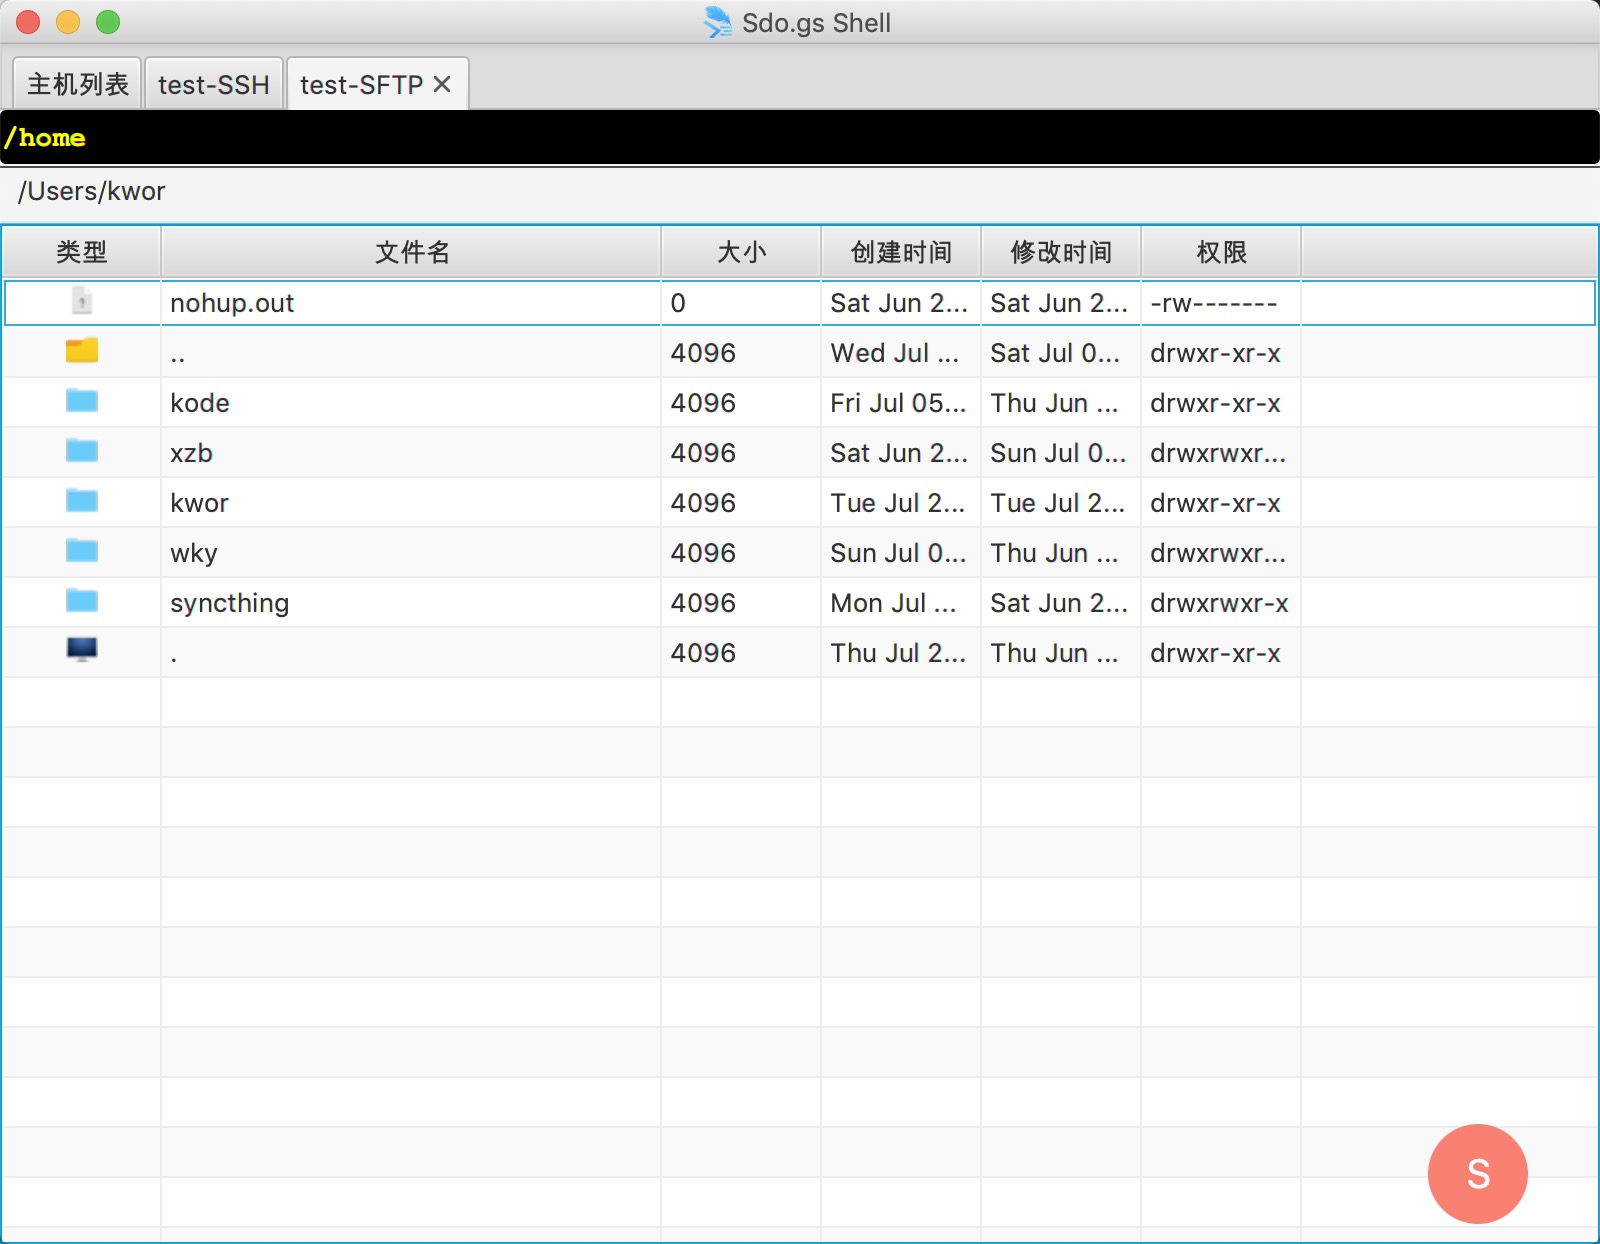 Sdo.gs Shell
主机列表 test-SSH test-SFTP
/home
/Users/kwor
类型 文件名 大小 创建时间 修改时间 权限
nohup.out 0 Sat Jun 2... Sat Jun 2... -rw-------
.. 4096 Wed Jul ... Sat Jul 0... drwxr-xr-x
kode 4096 Fri Jul 05... Thu Jun ... drwxr-xr-x
xzb 4096 Sat Jun 2... Sun Jul 0... drwxrwxr...
kwor 4096 Tue Jul 2... Tue Jul 2... drwxr-xr-x
wky 4096 Sun Jul 0... Thu Jun ... drwxrwxr...
syncthing 4096 Mon Jul ... Sat Jun 2... drwxrwxr-x
. 4096 Thu Jul 2... Thu Jun ... drwxr-xr-x
S